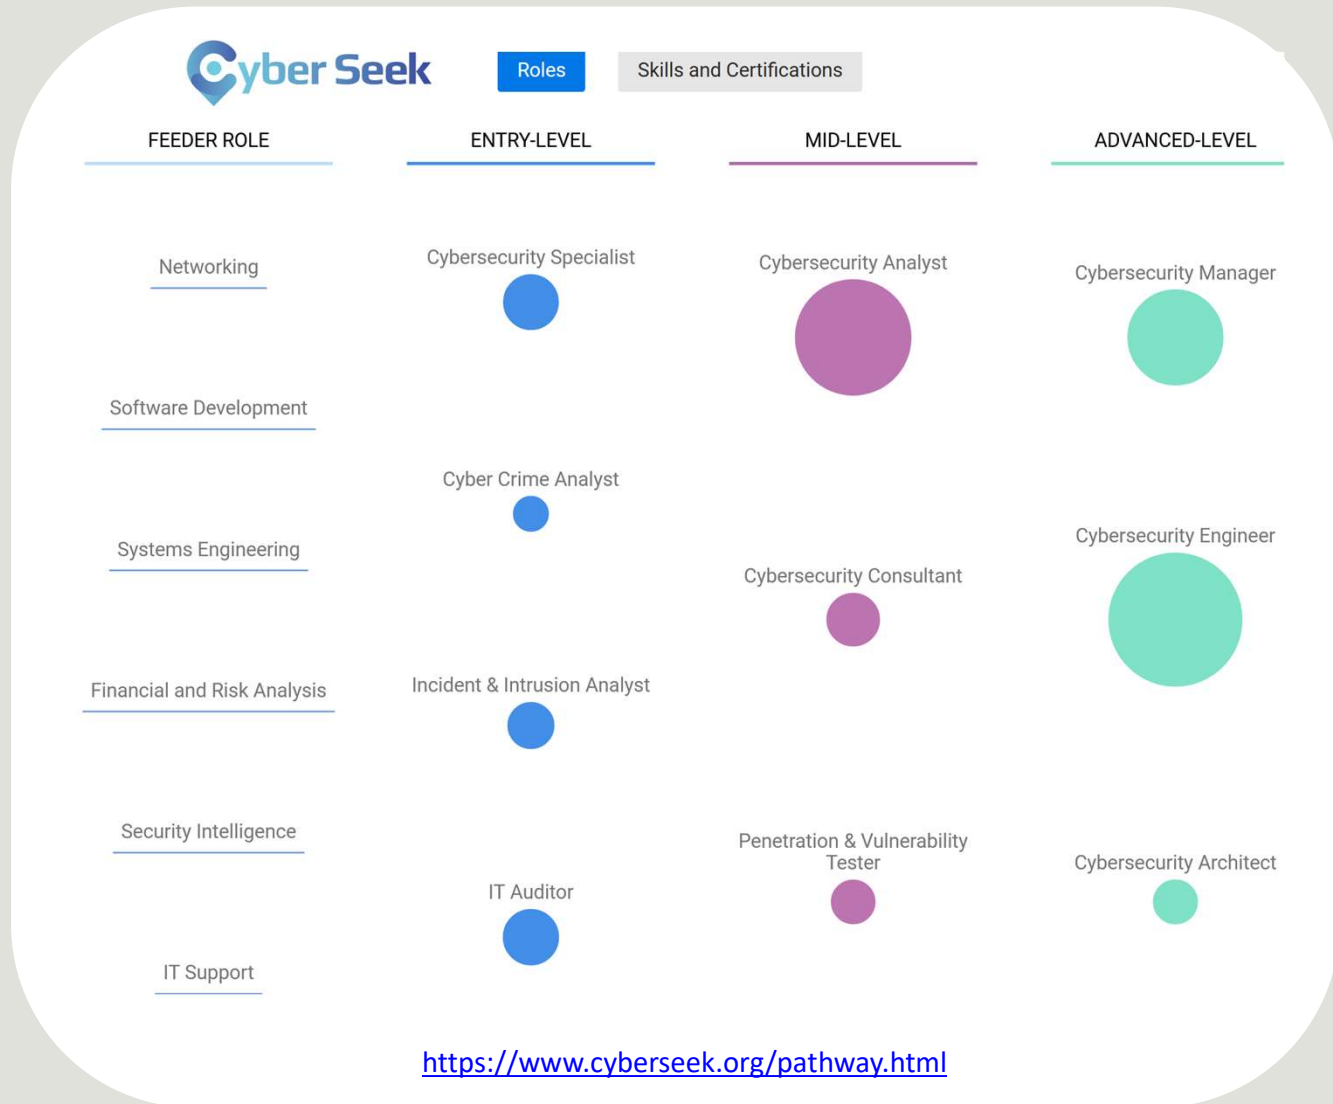 Cyber Seek
Roles
Skills and Certifications
FEEDER ROLE
ENTRY-LEVEL
MID-LEVEL
ADVANCED-LEVEL
Networking
Software Development
Systems Engineering
Financial and Risk Analysis
Security Intelligence
IT Support
Cybersecurity Specialist
Cyber Crime Analyst
Incident & Intrusion Analyst
IT Auditor
Cybersecurity Analyst
Cybersecurity Consultant
Penetration & Vulnerability
Tester
Cybersecurity Manager
Cybersecurity Engineer
Cybersecurity Architect
https://www.cyberseek.org/pathway.html